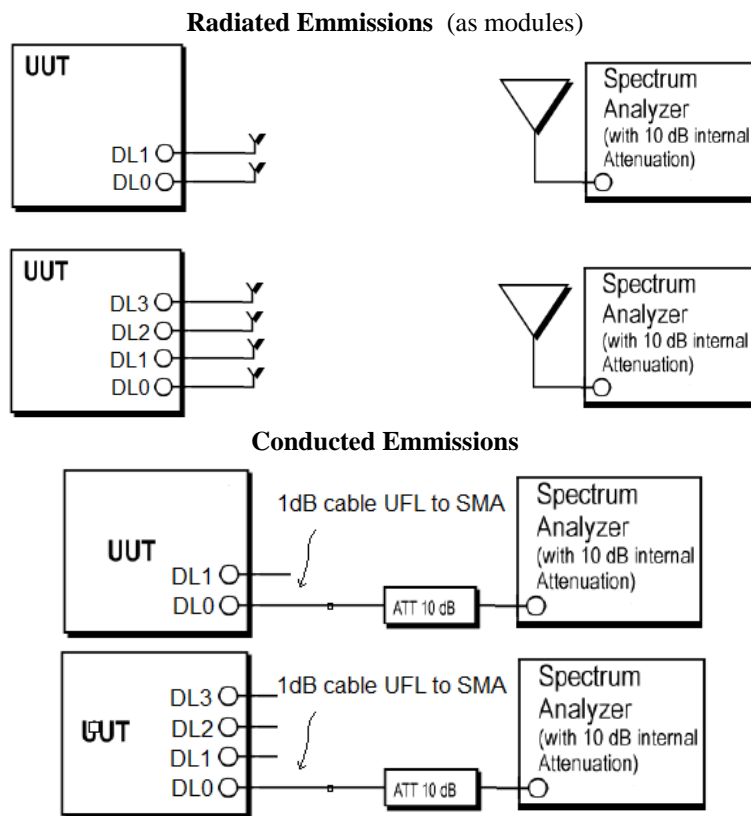 Radiated Emmissions (as modules)
UUT
DL1
DL0
Spectrum
Analyzer
(with 10 dB internal
Attenuation)
UUT
DL3
DL2
DL1
DL0
Spectrum
Analyzer
(with 10 dB internal
Attenuation)
Conducted Emmissions
UUT
DL1
DL0
1dB cable UFL to SMA
ATT 10 dB
Spectrum
Analyzer
(with 10 dB internal
Attenuation)
UUT
DL3
DL2
DL1
DL0
1dB cable UFL to SMA
ATT 10 dB
Spectrum
Analyzer
(with 10 dB internal
Attenuation)